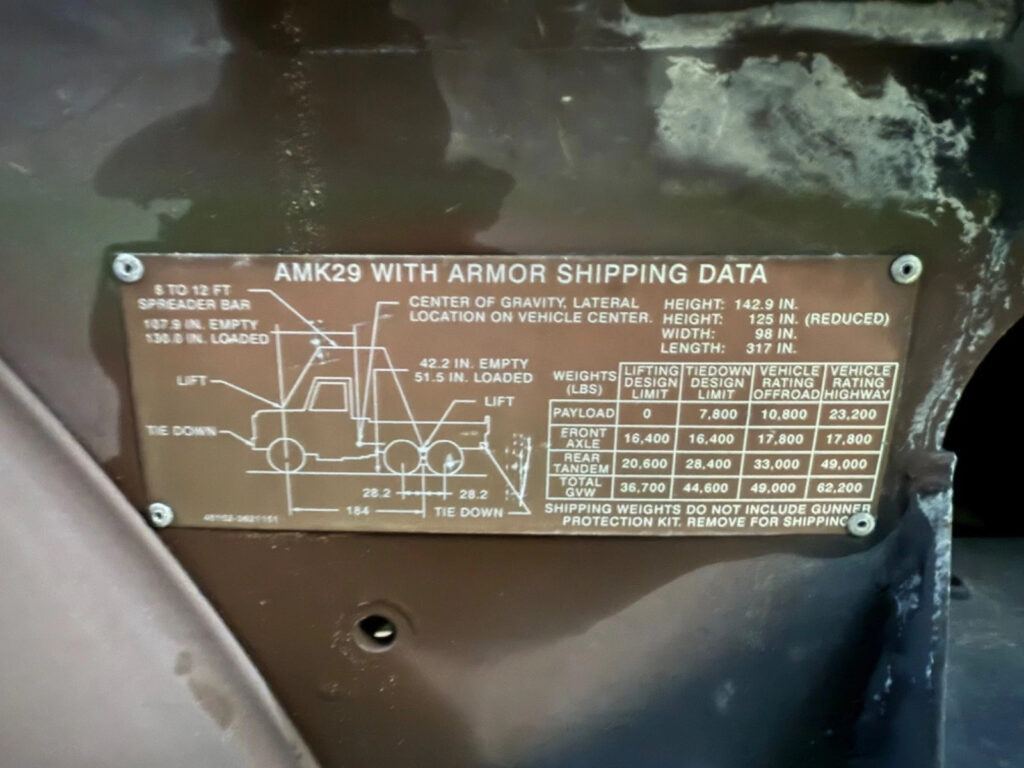 AMK29 WITH ARMOR SHIPPING DATA
8 TO 12 FT
SPREADER BAR
107.9 IN. EMPTY
130.0 IN. LOADED
CENTER OF GRAVITY, LATERAL
LOCATION ON VEHICLE CENTER.
HEIGHT: 142.9 IN.
HEIGHT: 125 IN. (REDUCED)
WIDTH: 98 IN.
LENGTH: 317 IN.
42.2 IN. EMPTY
51.5 IN. LOADED
LIFT
LIFT
TIE DOWN
28.2 28.2
184 TIE DOWN
WEIGHTS (LBS) LIFTING DESIGN LIMIT TIEDOWN DESIGN LIMIT VEHICLE RATING OFFROAD VEHICLE RATING HIGHWAY
PAYLOAD 0 7,800 10,800 23,200
FRONT AXLE 16,400 16,400 17,800 17,800
REAR TANDEM 20,600 28,400 33,000 49,000
TOTAL GVW 36,700 44,600 49,000 62,200
SHIPPING WEIGHTS DO NOT INCLUDE GUNNER
PROTECTION KIT. REMOVE FOR SHIPPING